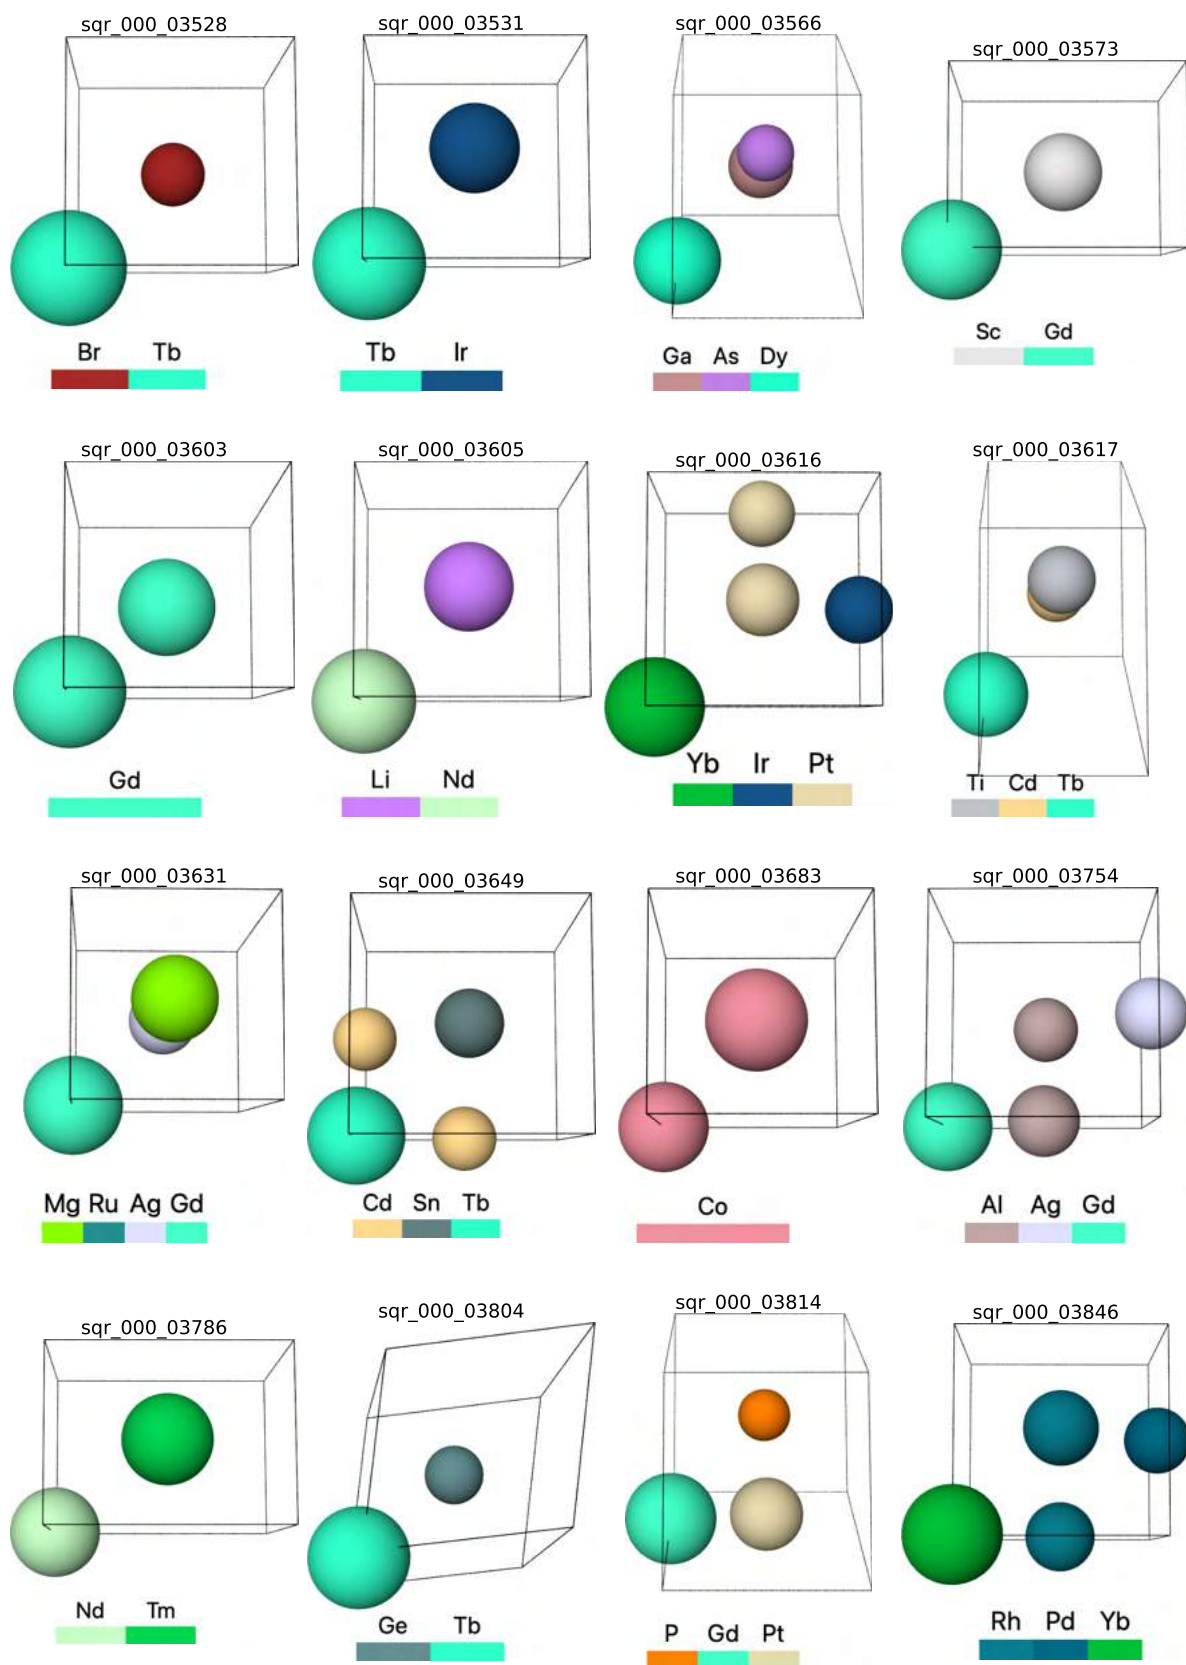 sqr_000_03528
sqr_000_03531
sqr_000_03566
sqr_000_03573
Br Tb
Tb Ir
Ga As Dy
Sc Gd
sqr_000_03603
sqr_000_03605
sqr_000_03616
sqr_000_03617
Gd
Li Nd
Yb Ir Pt
Ti Cd Tb
sqr_000_03631
sqr_000_03649
sqr_000_03683
sqr_000_03754
Mg Ru Ag Gd
Cd Sn Tb
Co
Al Ag Gd
sqr_000_03786
sqr_000_03804
sqr_000_03814
sqr_000_03846
Nd Tm
Ge Tb
P Gd Pt
Rh Pd Yb